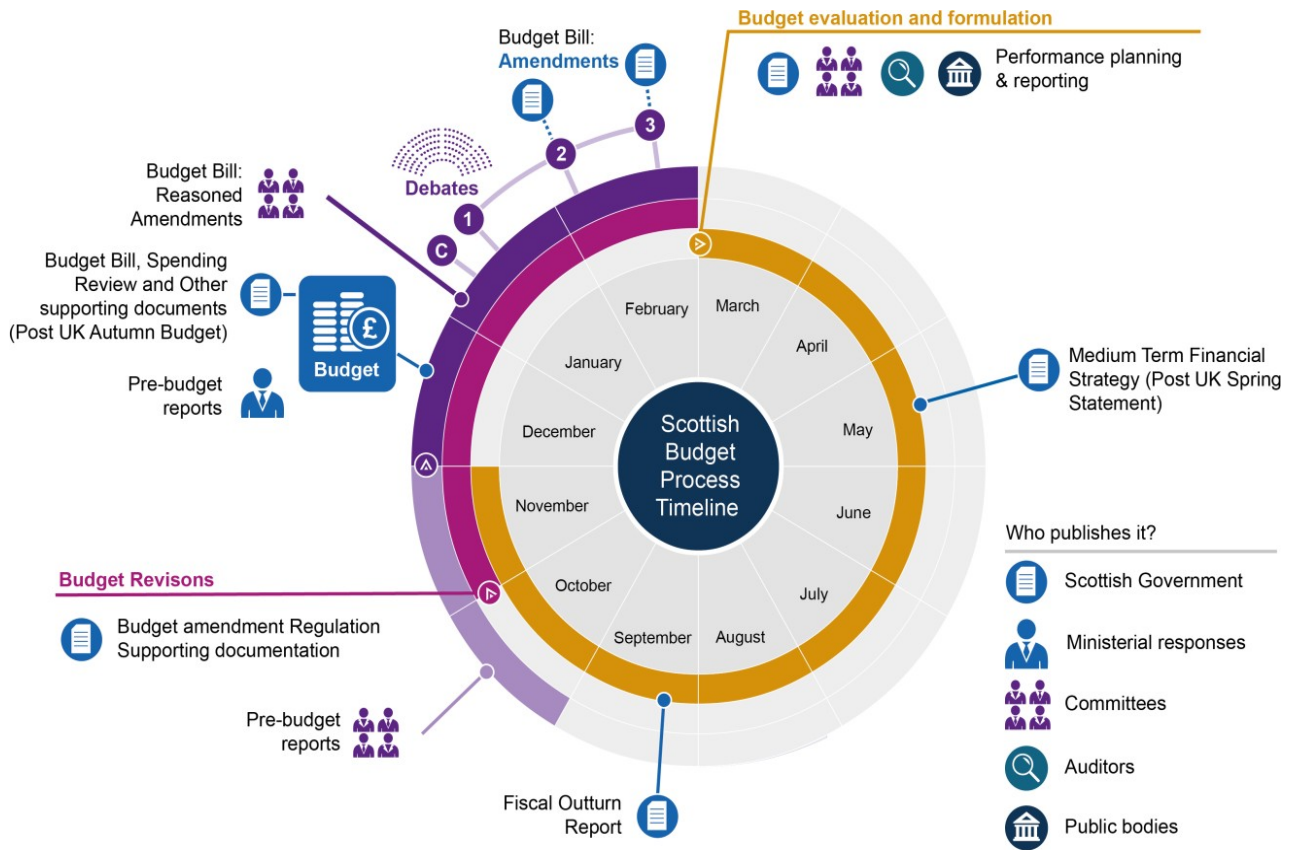 Budget evaluation and formulation
Performance planning
& reporting
Budget Bill:
Amendments
3
2
1
C
Debates
Budget Bill:
Reasoned
Amendments
Budget Bill, Spending
Review and Other
supporting documents
(Post UK Autumn Budget)
£
Budget
Pre-budget
reports
February
March
January
April
December
May
November
June
October
July
September
August
Scottish
Budget
Process
Timeline
Medium Term Financial
Strategy (Post UK Spring
Statement)
Budget Revisons
Budget amendment Regulation
Supporting documentation
Pre-budget
reports
Fiscal Outturn
Report
Who publishes it?
Scottish Government
Ministerial responses
Committees
Auditors
Public bodies